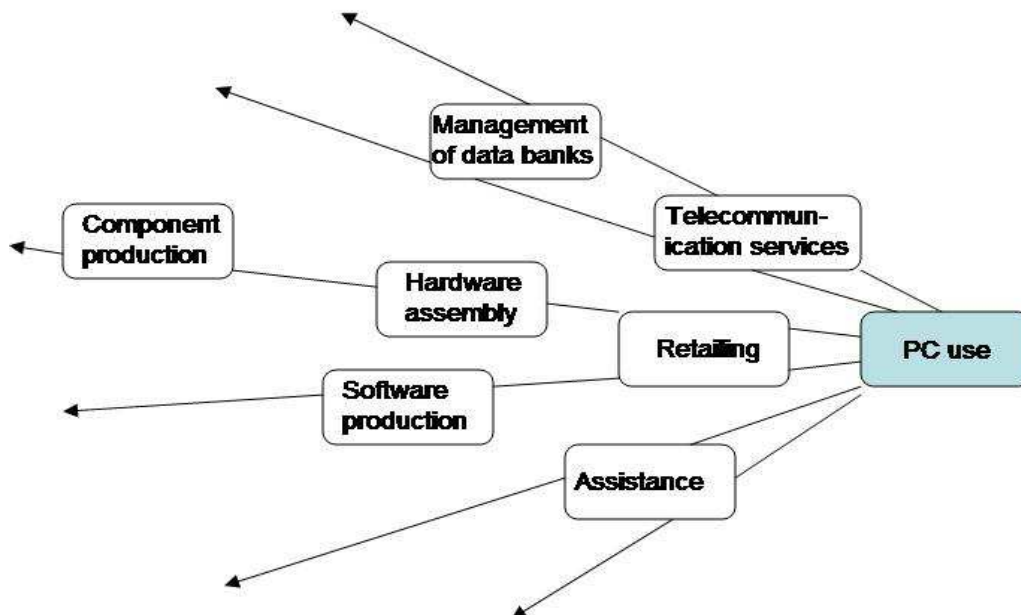 Management
of data banks
Telecommun-
ication services
Component
production
Hardware
assembly
Retailing
PC use
Software
production
Assistance